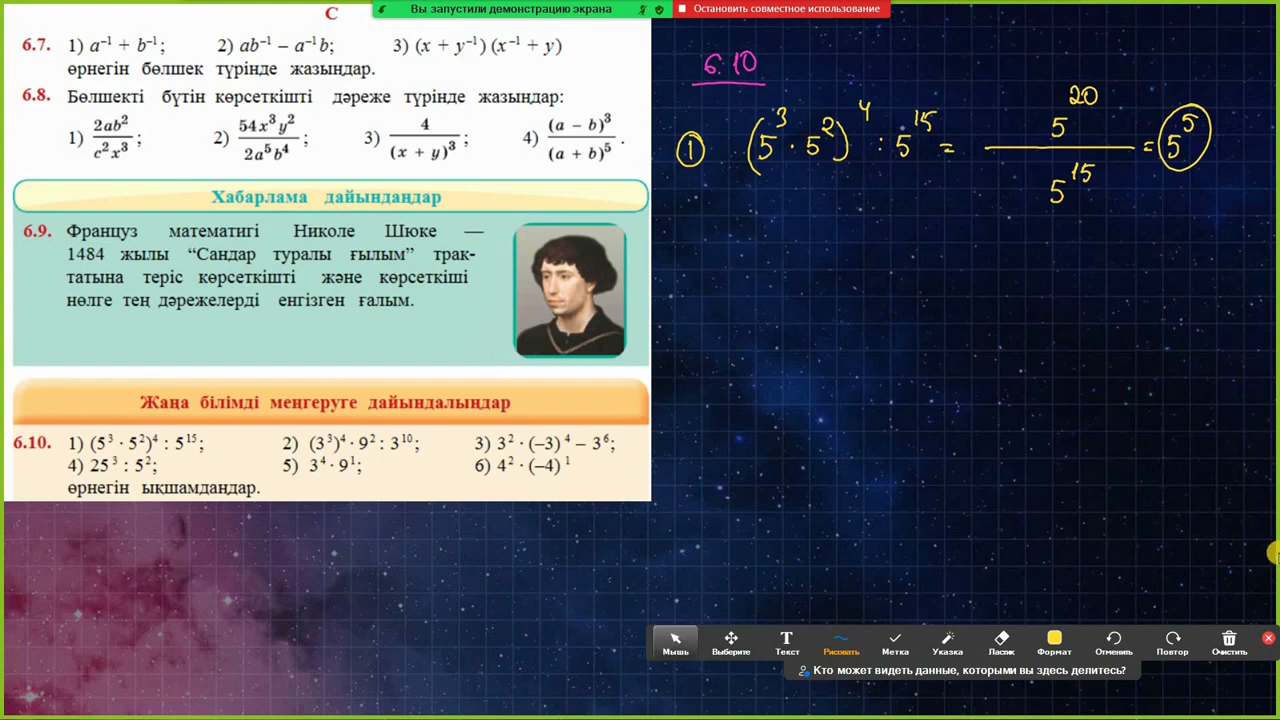 Вы запустили демонстрацию экрана
Остановить совместное использование
С
6.7. 1) a⁻¹ + b⁻¹; 2) ab⁻¹ – a⁻¹b; 3) (x + y⁻¹) (x⁻¹ + y)
өрнегін бөлшек түрінде жазыңдар.
6.8. Бөлшекті бүтін көрсеткішті дәреже түрінде жазыңдар:
1) 2ab²/c²x³; 2) 54x³y²/2a⁵b⁴; 3) 4/(x + y)³; 4) (a – b)³/(a + b)⁵.
Хабарлама дайындаңдар
6.9. Француз математигі Николе Шюке —
1484 жылы “Сандар туралы ғылым” трак-
татына теріс көрсеткішті және көрсеткіші
нөлге тең дәрежелерді енгізген ғалым.
Жаңа білімді меңгеруге дайындалыңдар
6.10. 1) (5³ · 5²)⁴ : 5¹⁵; 2) (3³)⁴ · 9² : 3¹⁰; 3) 3² · (–3)⁴ – 3⁶;
4) 25³ : 5²; 5) 3⁴ · 9¹; 6) 4² · (–4)¹
өрнегін ықшамдаңдар.
6.10
① (5³ · 5²)⁴ : 5¹⁵ = 5²⁰/5¹⁵ = 5⁵
Мышь Выберите Текст Рисовать Метка Указка Ластик Формат Отменить Повтор Очистить
Кто может видеть данные, которыми вы здесь делитесь?